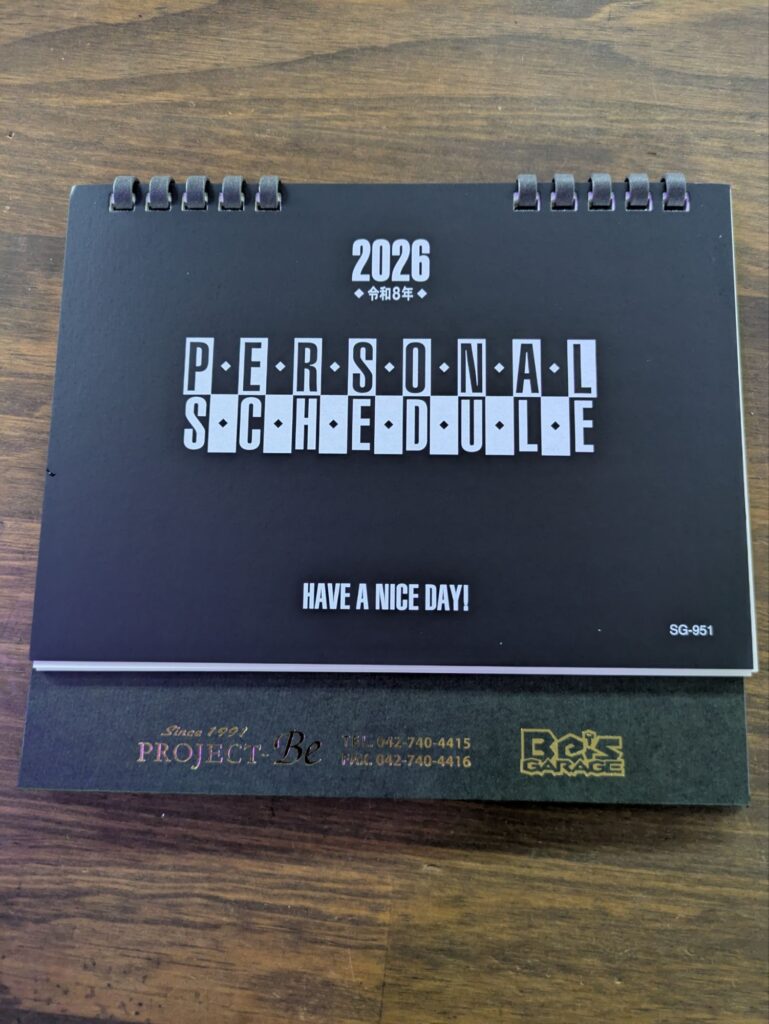 2026
◆ 令和8年 ◆
P・E・R・S・O・N・A・L
S・C・H・E・D・U・L・E
HAVE A NICE DAY!
SG-951
Since 1991
PROJECT-Be
TEL. 042-740-4415
FAX. 042-740-4416
Be's
GARAGE